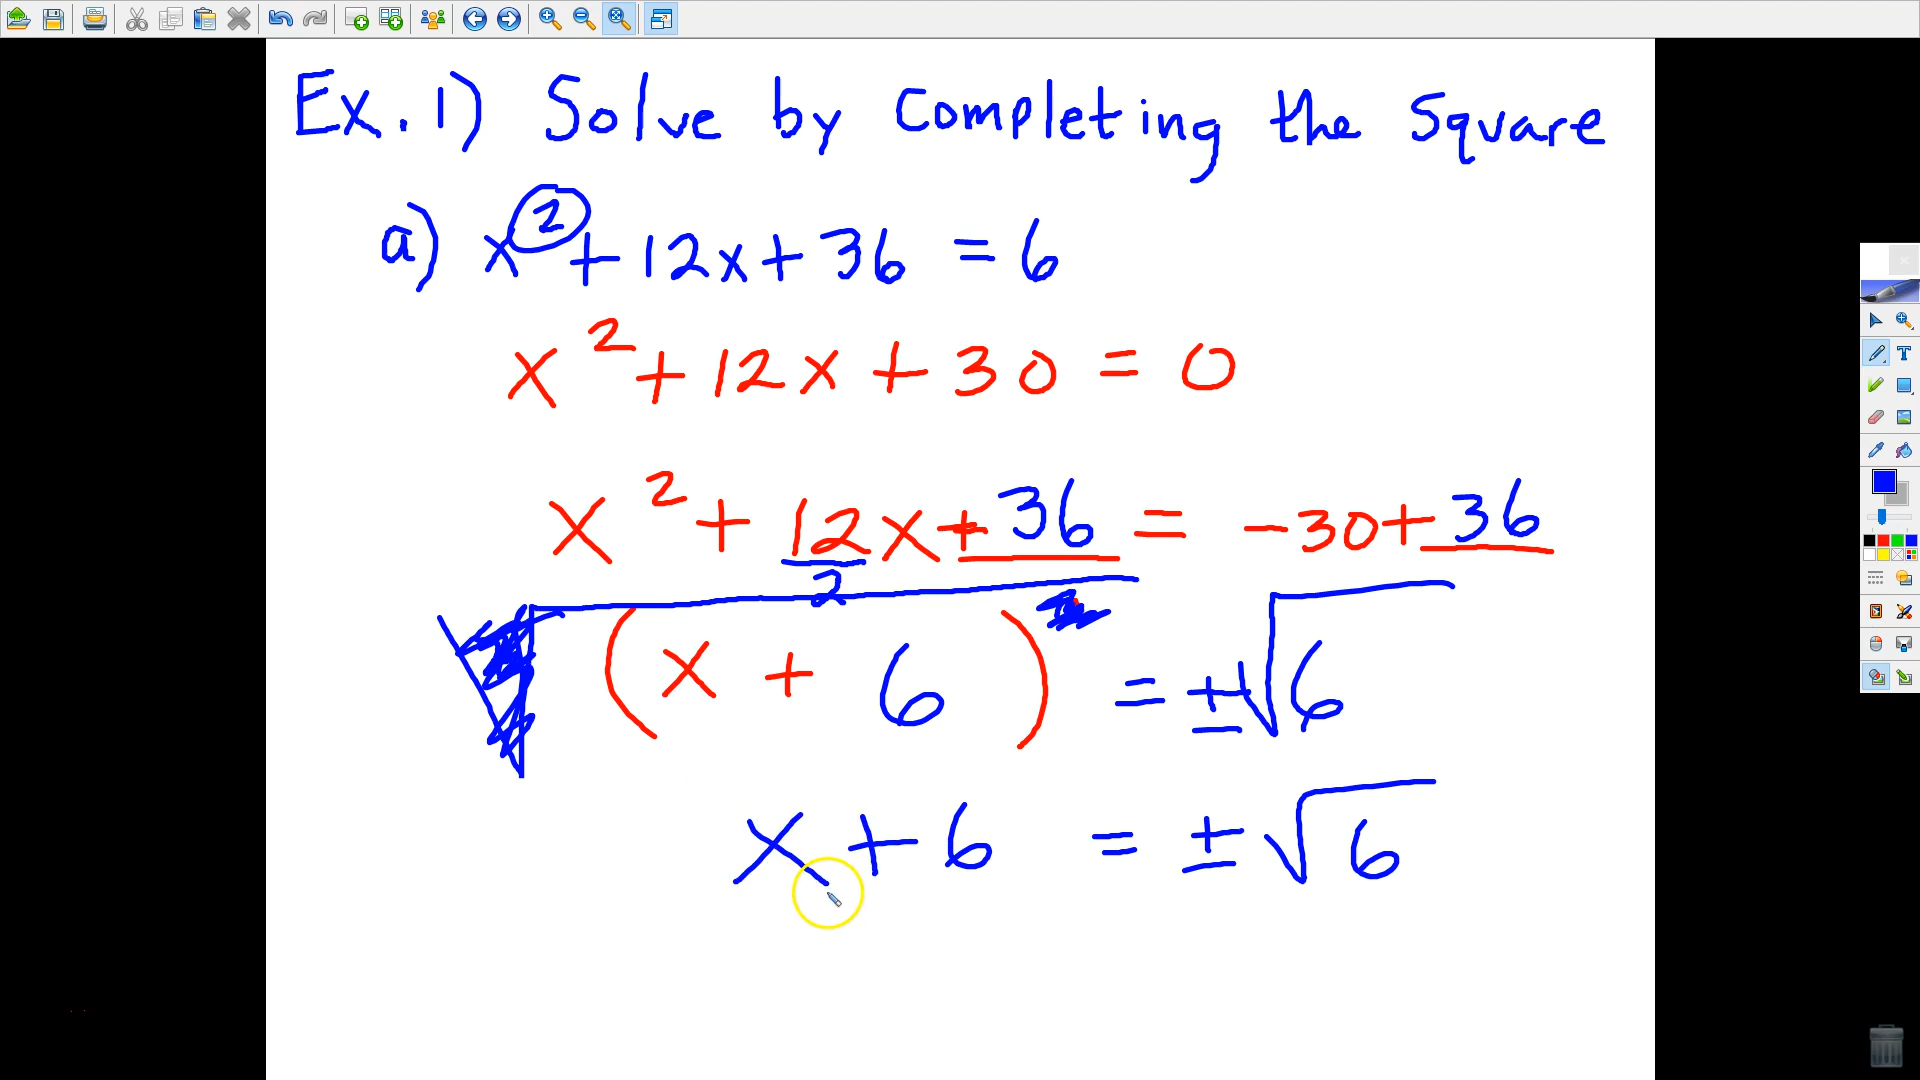 Ex. 1) Solve by Completing the Square
a) x² + 12x + 36 = 6
x² + 12x + 30 = 0
x² + 12x + 36 = -30 + 36
2
√(x + 6) = ±√6
x + 6 = ±√6